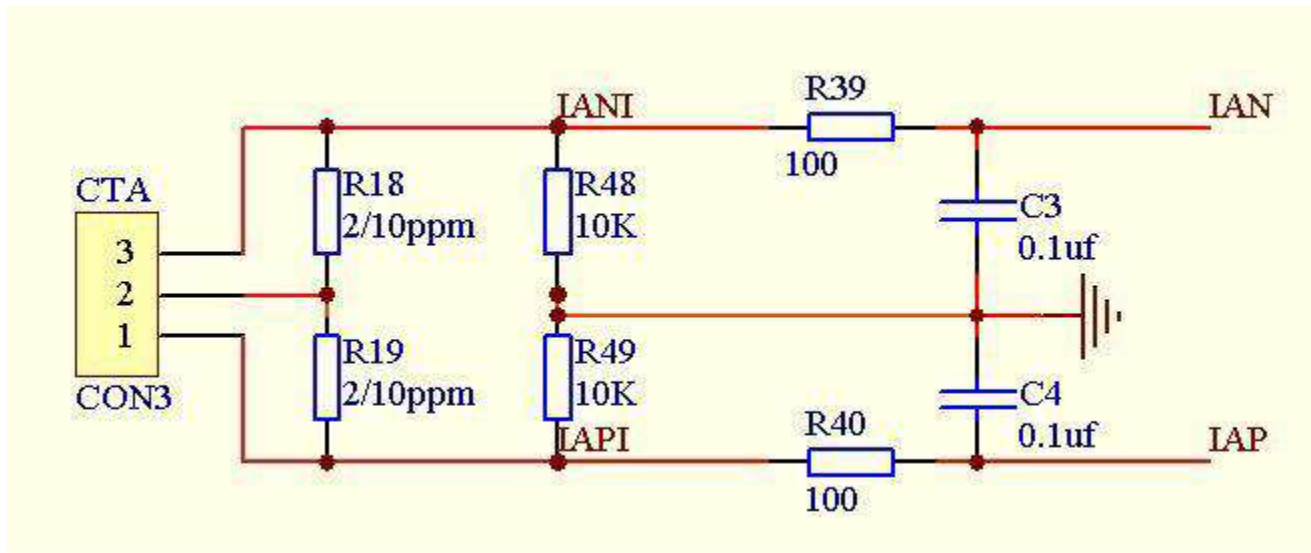 R39
IANI
IAN
100
CTA
R18
R48
C3
2/10ppm
10K
3
0.1uf
2
1
R19
R49
2/10ppm
10K
C4
CON3
R40
0.1uf
IAPI
IAP
100